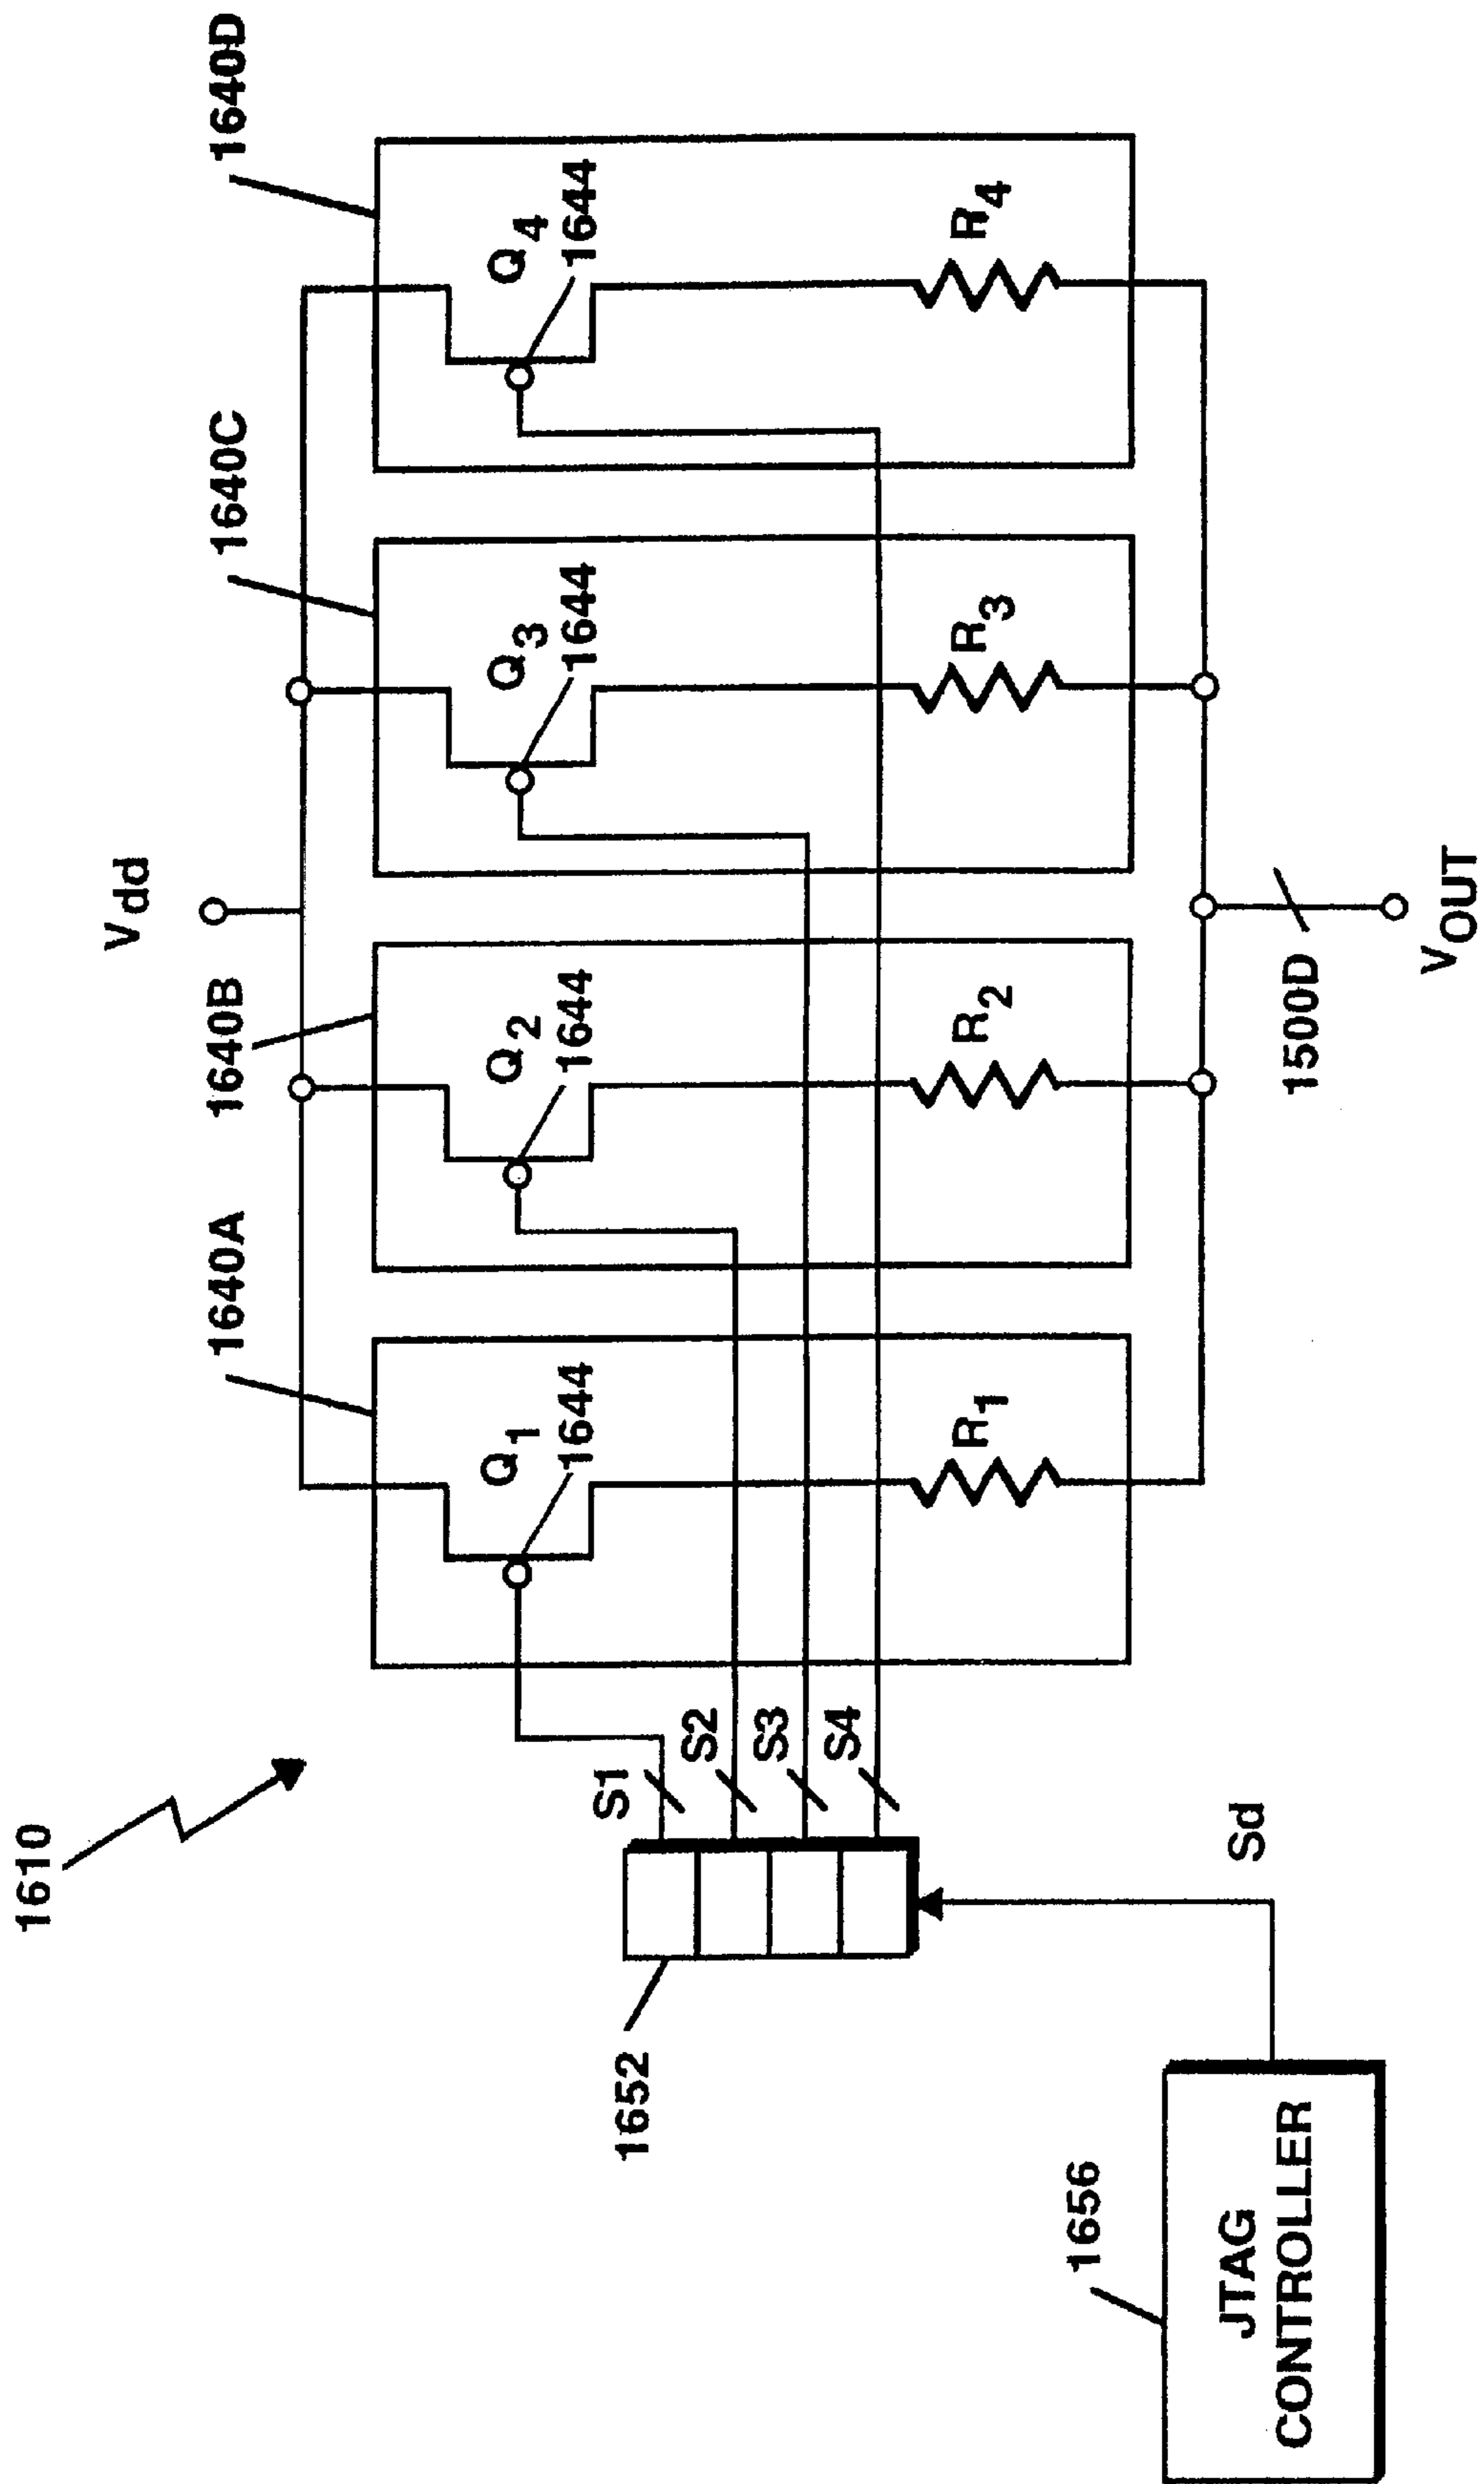 1610
Vdd
1640A
1640B
1640C
1640D
Q1
1644
Q2
1644
Q3
1644
Q4
1644
S1
S2
S3
S4
1652
R1
R2
R3
R4
Sd
1656
JTAG
CONTROLLER
1500D
VOUT